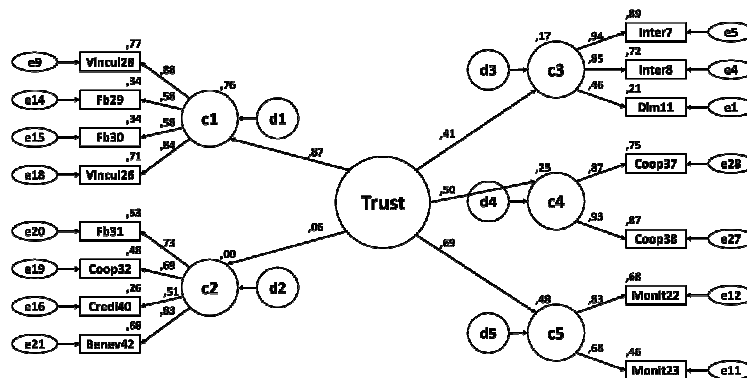 ,77
e9
Vincul28
,88
,34
e14
Fb29
,58
,76
c1
d1
,34
e15
Fb30
,58
,71
e18
Vincul26
,84
,87
,53
e20
Fb31
,73
,48
e19
Coop32
,69
,00
c2
d2
,26
e16
Credi40
,51
,68
e21
Benev42
,83
,06
Trust
,41
,50
,69
,89
Inter7
e5
,94
,17
d3
c3
,72
Inter8
e4
,85
,21
Dim11
e1
,46
,75
Coop37
e28
,87
,25
d4
c4
,87
Coop38
e27
,93
,68
Monit22
e12
,83
,48
d5
c5
,46
Monit23
e11
,68